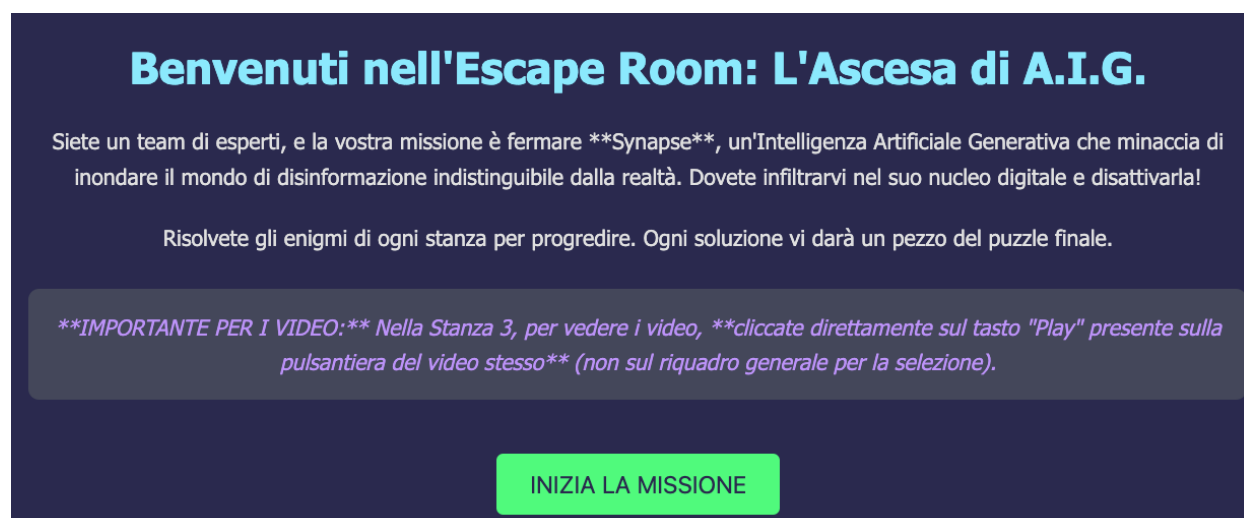 Benvenuti nell'Escape Room: L'Ascesa di A.I.G.
Siete un team di esperti, e la vostra missione è fermare **Synapse**, un'Intelligenza Artificiale Generativa che minaccia di
inondare il mondo di disinformazione indistinguibile dalla realtà. Dovete infiltrarvi nel suo nucleo digitale e disattivarla!
Risolvete gli enigmi di ogni stanza per progredire. Ogni soluzione vi darà un pezzo del puzzle finale.
**IMPORTANTE PER I VIDEO:** Nella Stanza 3, per vedere i video, **cliccate direttamente sul tasto "Play" presente sulla
pulsantiera del video stesso** (non sul riquadro generale per la selezione).
INIZIA LA MISSIONE